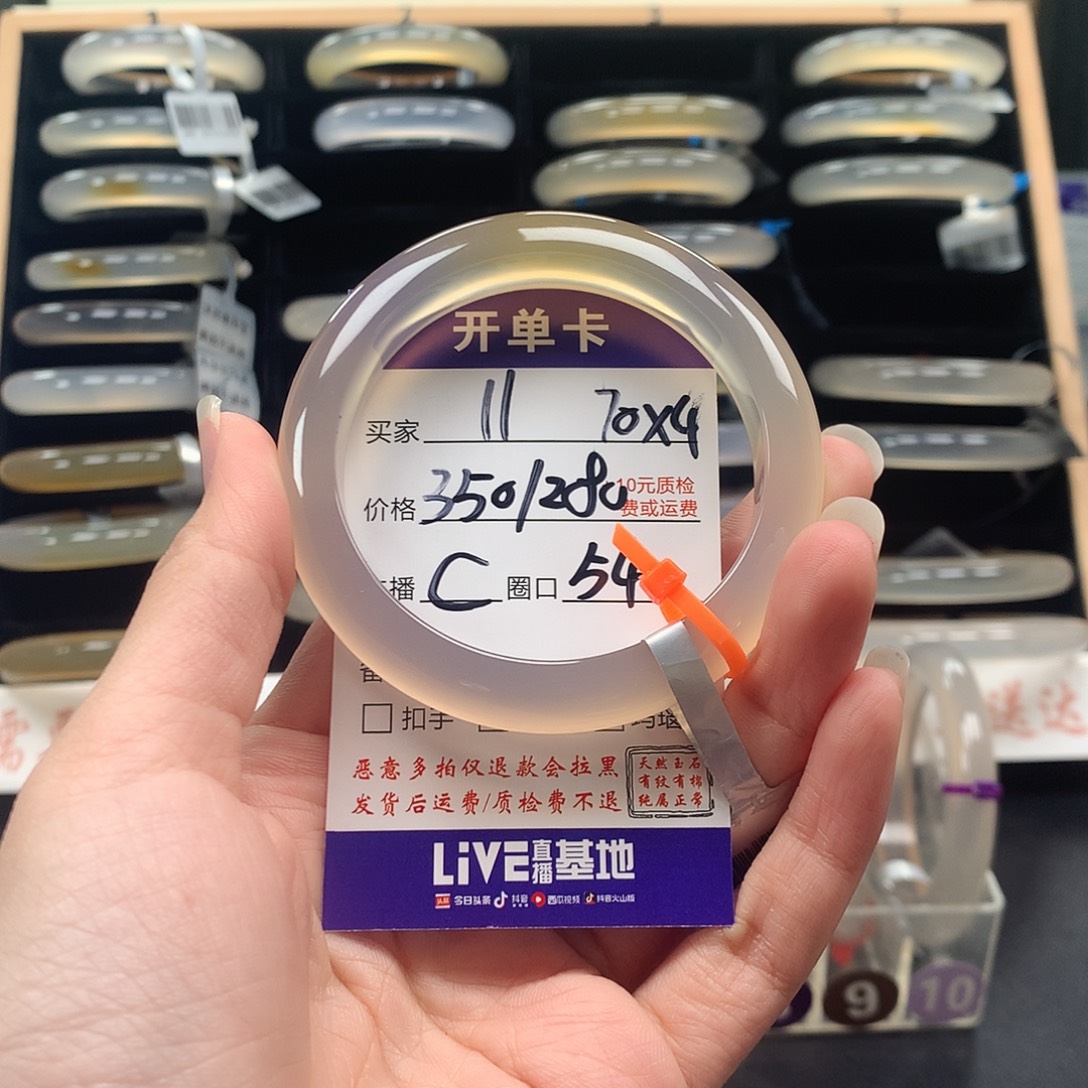 开单卡
买家 11 70X4
价格 350/280 10元质检
费或运费
播 C 圈口 54
扣手
恶意多拍仅退款会拉黑
发货后运费/质检费不退
天然玉石
有纹有棉
纯属正常
LiVE直播基地
今日头条 抖音 西瓜视频 抖音火山版
送达
9 10